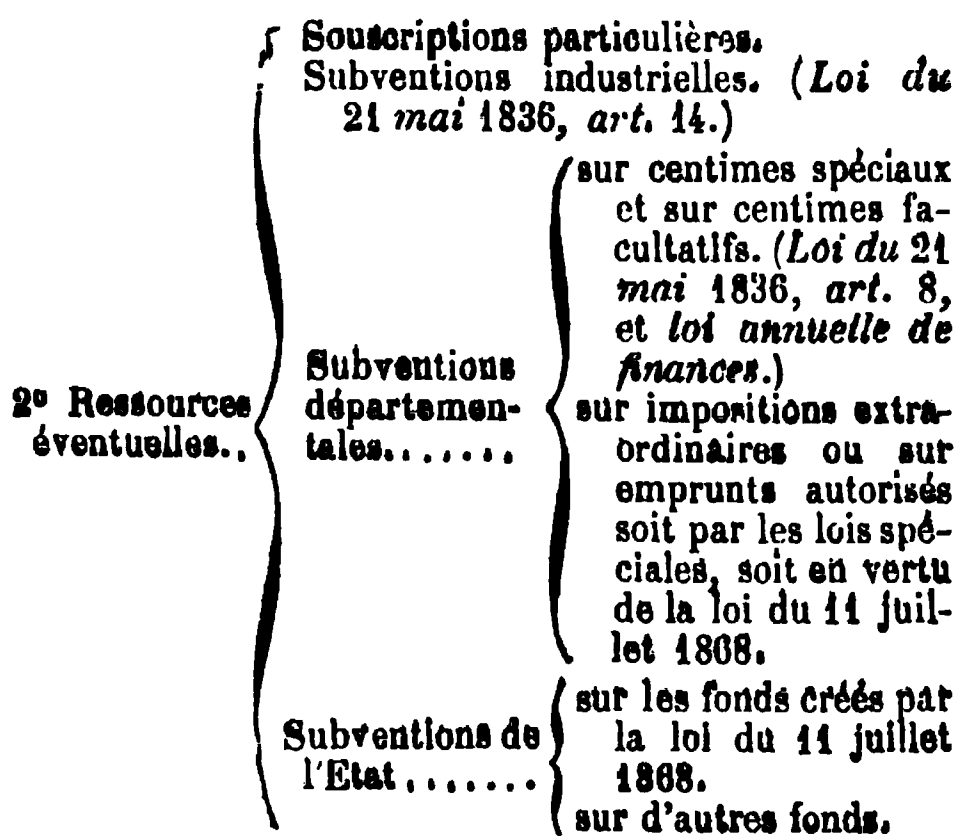 Souscriptions particulières.
Subventions industrielles. (Loi du
21 mai 1836, art. 14.)
2º Ressources
éventuelles..
Subventions
départemen-
tales.......
sur centimes spéciaux
et sur centimes fa-
cultatifs. (Loi du 21
mai 1836, art. 8,
et loi annuelle de
finances.)
sur impositions extra-
ordinaires ou sur
emprunts autorisés
soit par les lois spé-
ciales, soit en vertu
de la loi du 11 juil-
let 1868.
Subventions de
l'Etat.......
sur les fonds créés par
la loi du 11 juillet
1868.
sur d'autres fonds.